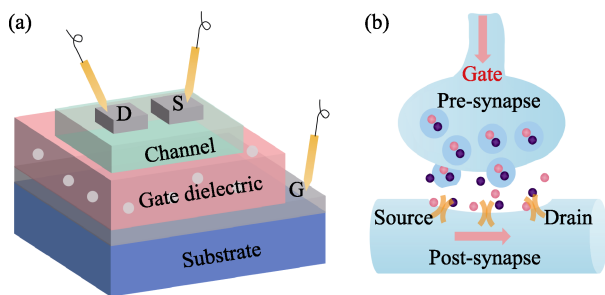 (a)
D
S
Channel
Gate dielectric
G
Substrate
(b)
Gate
Pre-synapse
Source
Drain
Post-synapse